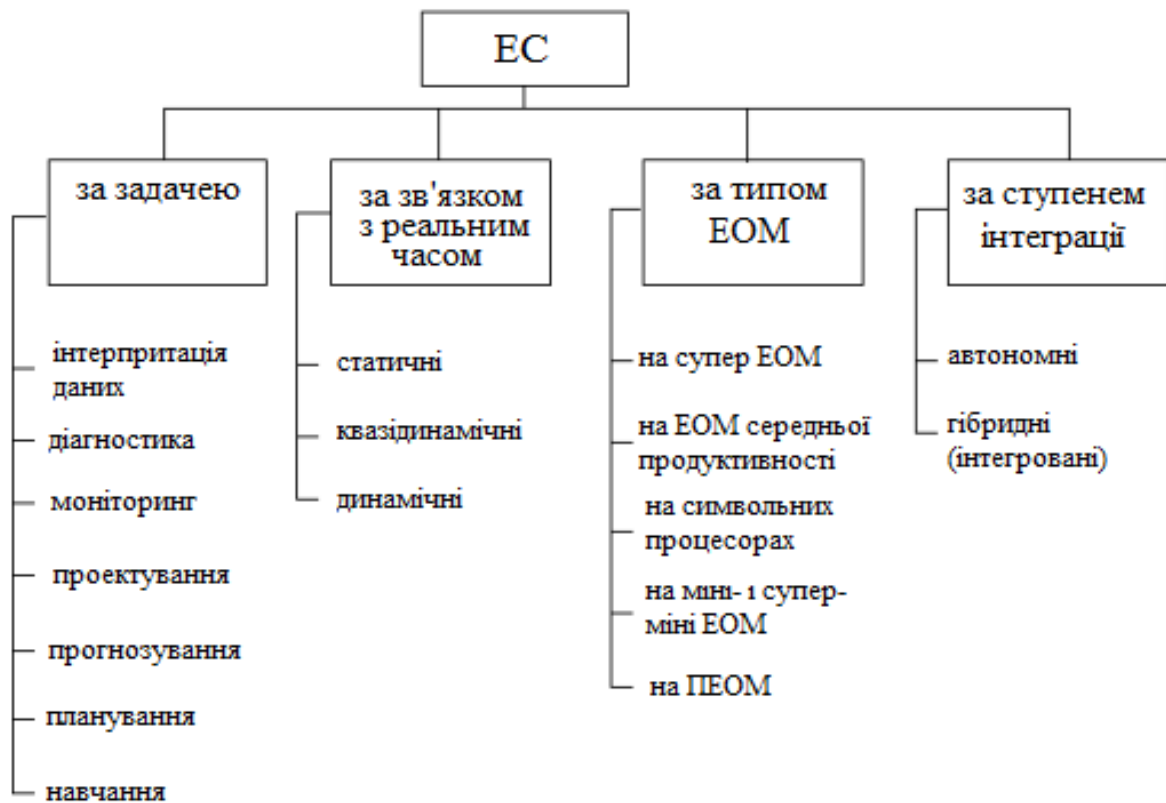 ЕС
за задачею
за зв'язком
з реальним
часом
за типом
ЕОМ
за ступенем
інтеграції
інтерпритація
даних
діагностика
моніторинг
проектування
прогнозування
планування
навчання
статичні
квазідинамічні
динамічні
на супер ЕОМ
на ЕОМ середньої
продуктивності
на символьних
процесорах
на міні- і супер-
міні ЕОМ
на ПЕОМ
автономні
гібридні
(інтегровані)